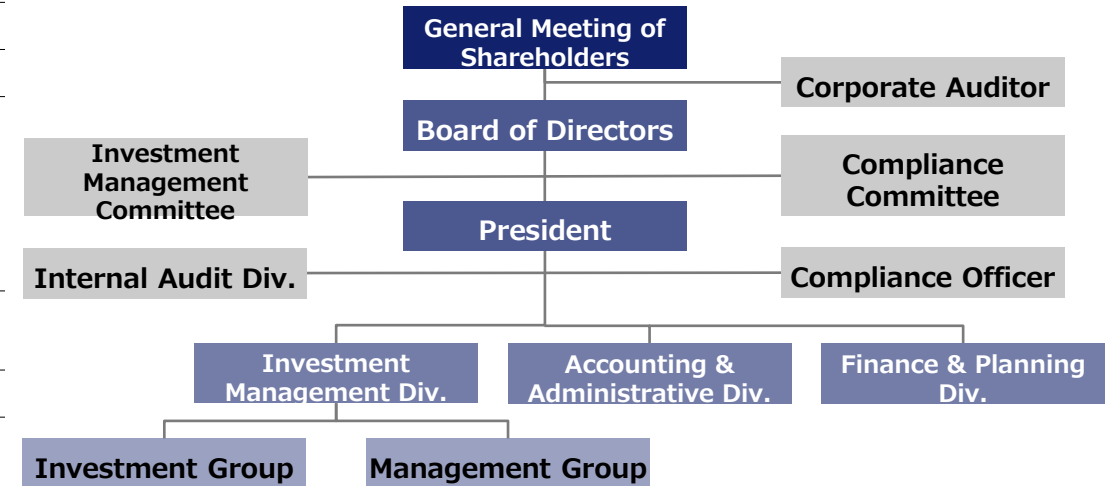 General Meeting of
Shareholders
Corporate Auditor
Board of Directors
Investment
Management
Committee
Compliance
Committee
President
Internal Audit Div.
Compliance Officer
Investment
Management Div.
Accounting &
Administrative Div.
Finance & Planning
Div.
Investment Group
Management Group